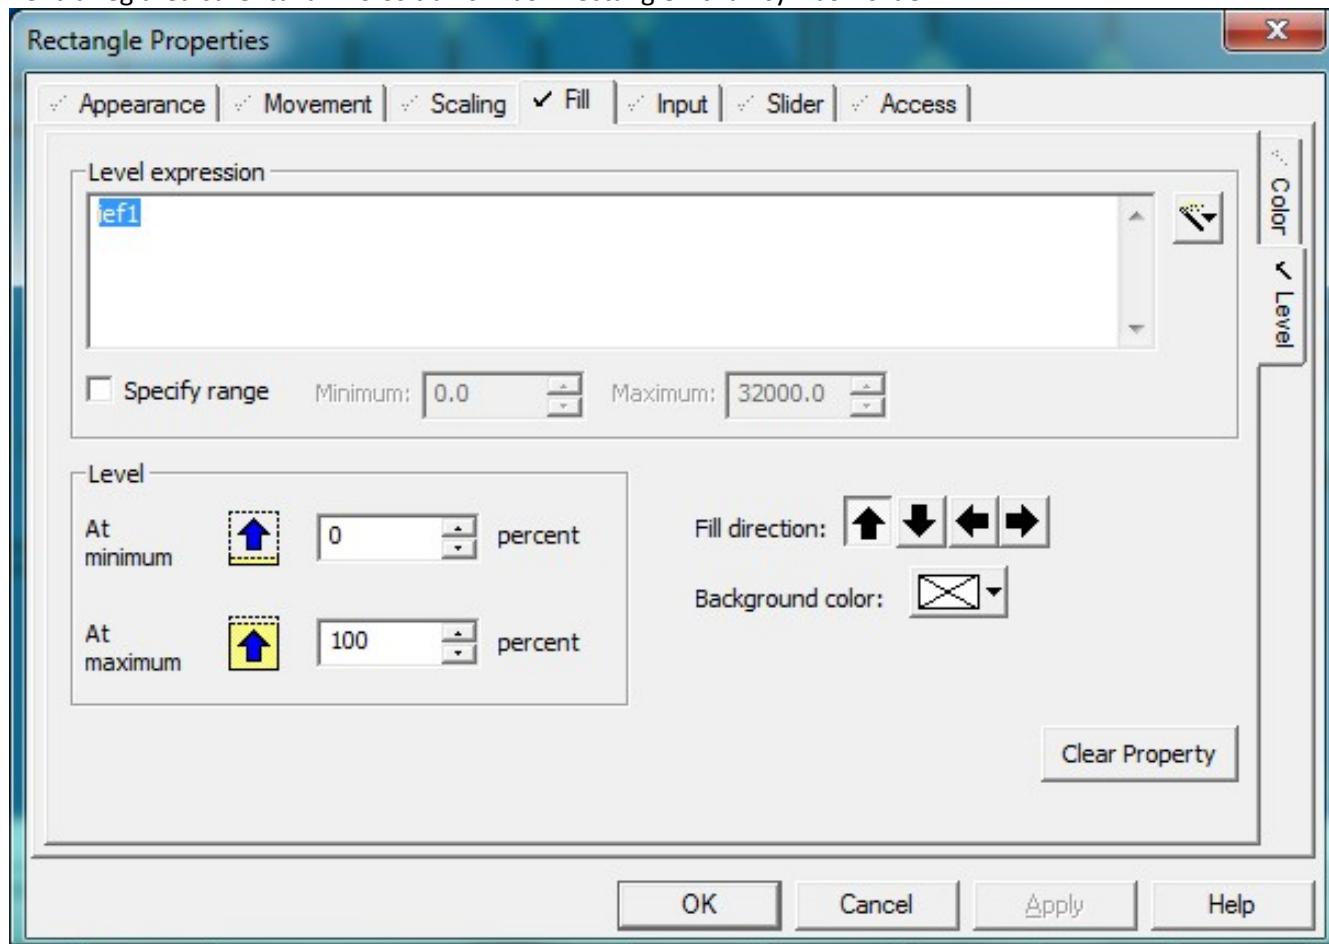 Rectangle Properties
Appearance Movement Scaling Fill Input Slider Access
Color
Level
Level expression
ief1
Specify range Minimum: 0.0 Maximum: 32000.0
Level
At minimum 0 percent
At maximum 100 percent
Fill direction:
Background color:
Clear Property
OK Cancel Apply Help